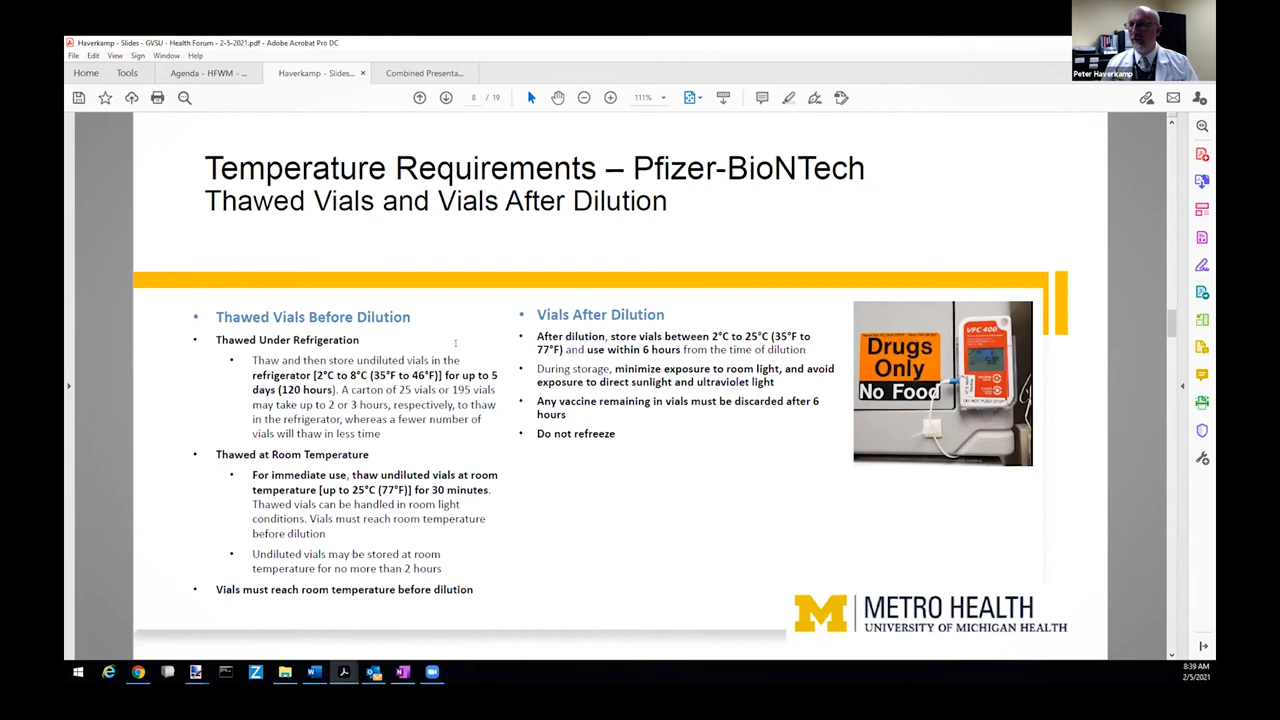 Haverkamp - Slides - GVSU - Health Forum - 2-5-2021.pdf - Adobe Acrobat Pro DC
File Edit View Sign Window Help
Home Tools Agenda - HFWM - ... Haverkamp - Slides... × Combined Presenta...
8 / 19 111%
Peter Haverkamp
Temperature Requirements – Pfizer-BioNTech
Thawed Vials and Vials After Dilution
• Thawed Vials Before Dilution
• Thawed Under Refrigeration
• Thaw and then store undiluted vials in the
refrigerator [2°C to 8°C (35°F to 46°F)] for up to 5
days (120 hours). A carton of 25 vials or 195 vials
may take up to 2 or 3 hours, respectively, to thaw
in the refrigerator, whereas a fewer number of
vials will thaw in less time
• Thawed at Room Temperature
• For immediate use, thaw undiluted vials at room
temperature [up to 25°C (77°F)] for 30 minutes.
Thawed vials can be handled in room light
conditions. Vials must reach room temperature
before dilution
• Undiluted vials may be stored at room
temperature for no more than 2 hours
• Vials must reach room temperature before dilution
• Vials After Dilution
• After dilution, store vials between 2°C to 25°C (35°F to
77°F) and use within 6 hours from the time of dilution
• During storage, minimize exposure to room light, and avoid
exposure to direct sunlight and ultraviolet light
• Any vaccine remaining in vials must be discarded after 6
hours
• Do not refreeze
Drugs
Only
No Food
VFC 400
M METRO HEALTH
UNIVERSITY OF MICHIGAN HEALTH
8:39 AM
2/5/2021